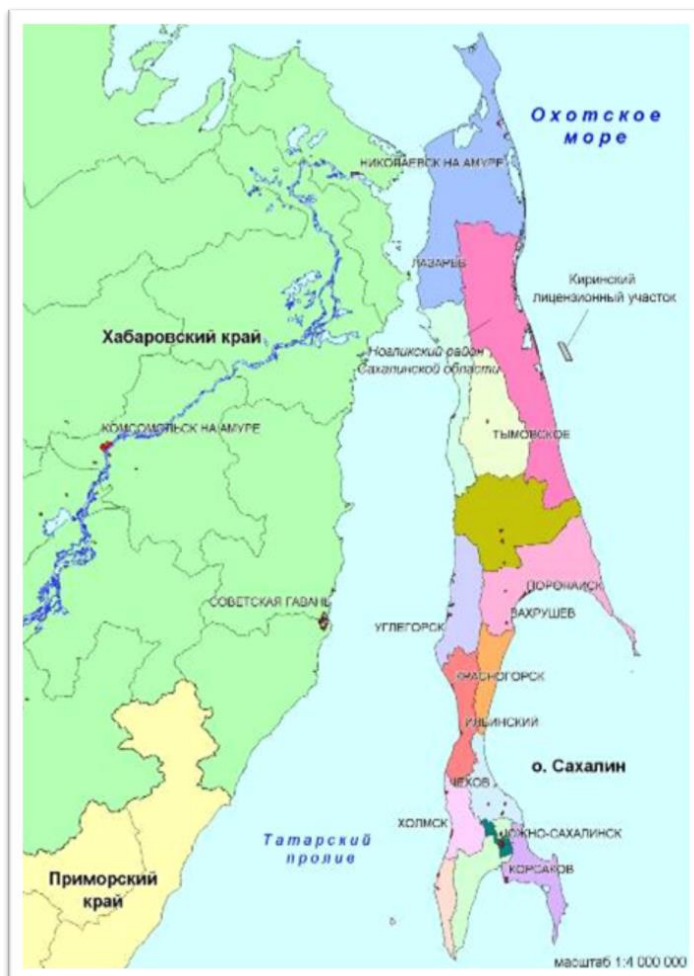 Охотское
море
НИКОЛАЕВСК НА АМУРЕ
ЛАЗАРЕВ
Киринский
лицензионный участок
Хабаровский край
Ногликский район
Сахалинской области
КОМСОМОЛЬСК НА АМУРЕ
ТЫМОВСКОЕ
ПОРОНАЙСК
СОВЕТСКАЯ ГАВАНЬ
ВАХРУШЕВ
УГЛЕГОРСК
КРАСНОГОРСК
ИЛЬИНСКИЙ
о. Сахалин
ЧЕХОВ
ХОЛМСК
ЮЖНО-САХАЛИНСК
Татарский
пролив
КОРСАКОВ
Приморский
край
масштаб 1:4 000 000